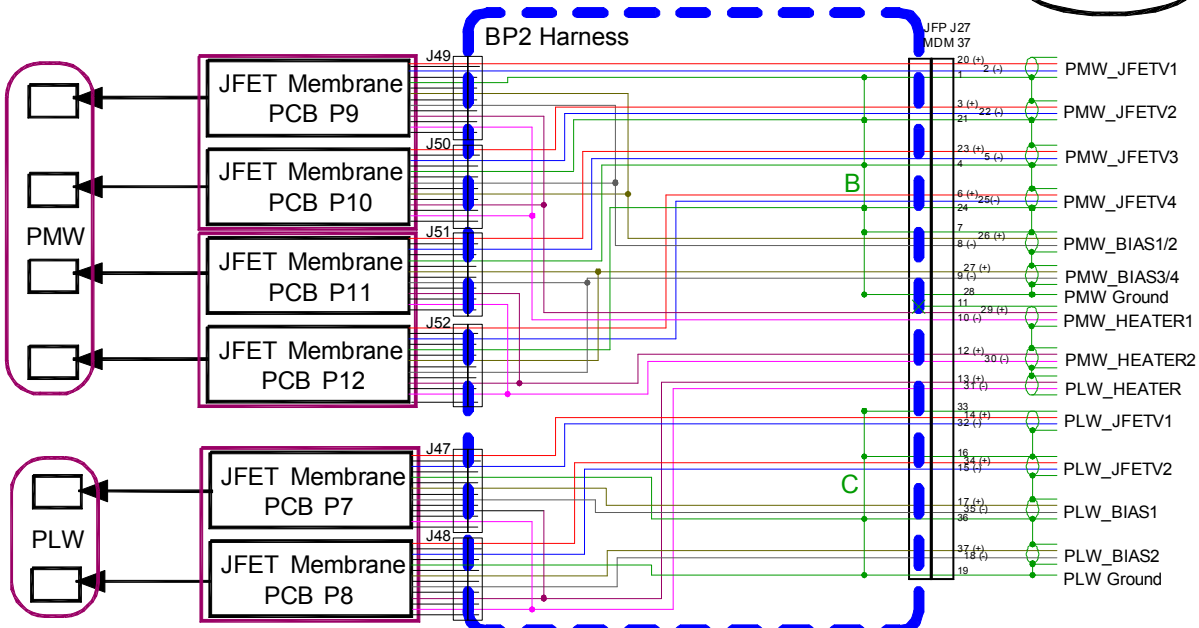 BP2 Harness
JFP J27
MDM 37
J49
JFET Membrane
PCB P9
J50
JFET Membrane
PCB P10
J51
JFET Membrane
PCB P11
J52
JFET Membrane
PCB P12
PMW
J47
JFET Membrane
PCB P7
J48
JFET Membrane
PCB P8
PLW
B
C
20 (+)
2 (-)
1
PMW_JFETV1
3 (+)
22 (-)
21
PMW_JFETV2
23 (+)
5 (-)
4
PMW_JFETV3
6 (+)
25(-)
24
PMW_JFETV4
7
26 (+)
8 (-)
PMW_BIAS1/2
27 (+)
9 (-)
PMW_BIAS3/4
28
PMW Ground
11
29 (+)
10 (-)
PMW_HEATER1
12 (+)
30 (-)
PMW_HEATER2
13 (+)
31 (-)
PLW_HEATER
33
14 (+)
32 (-)
PLW_JFETV1
16
34 (+)
15 (-)
PLW_JFETV2
17 (+)
35 (-)
36
PLW_BIAS1
37 (+)
18 (-)
PLW_BIAS2
19
PLW Ground